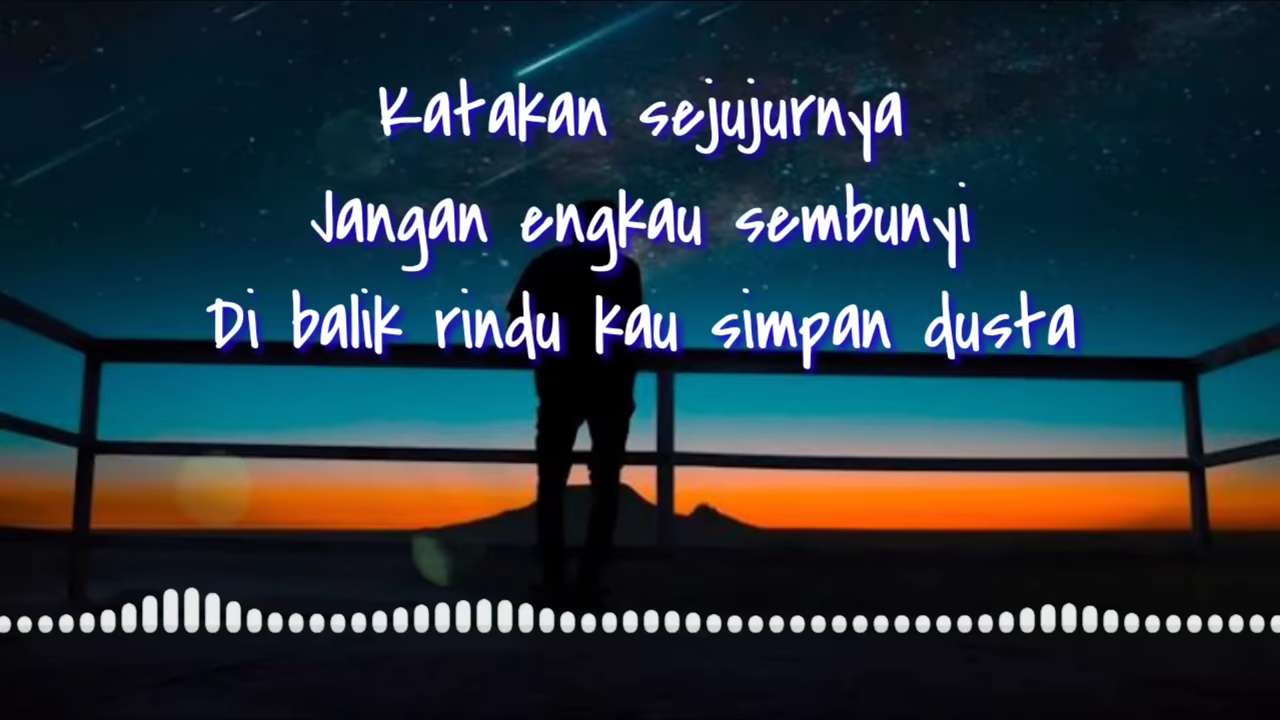 Katakan sejujurnya
Jangan engkau sembunyi
Di balik rindu kau simpan dusta